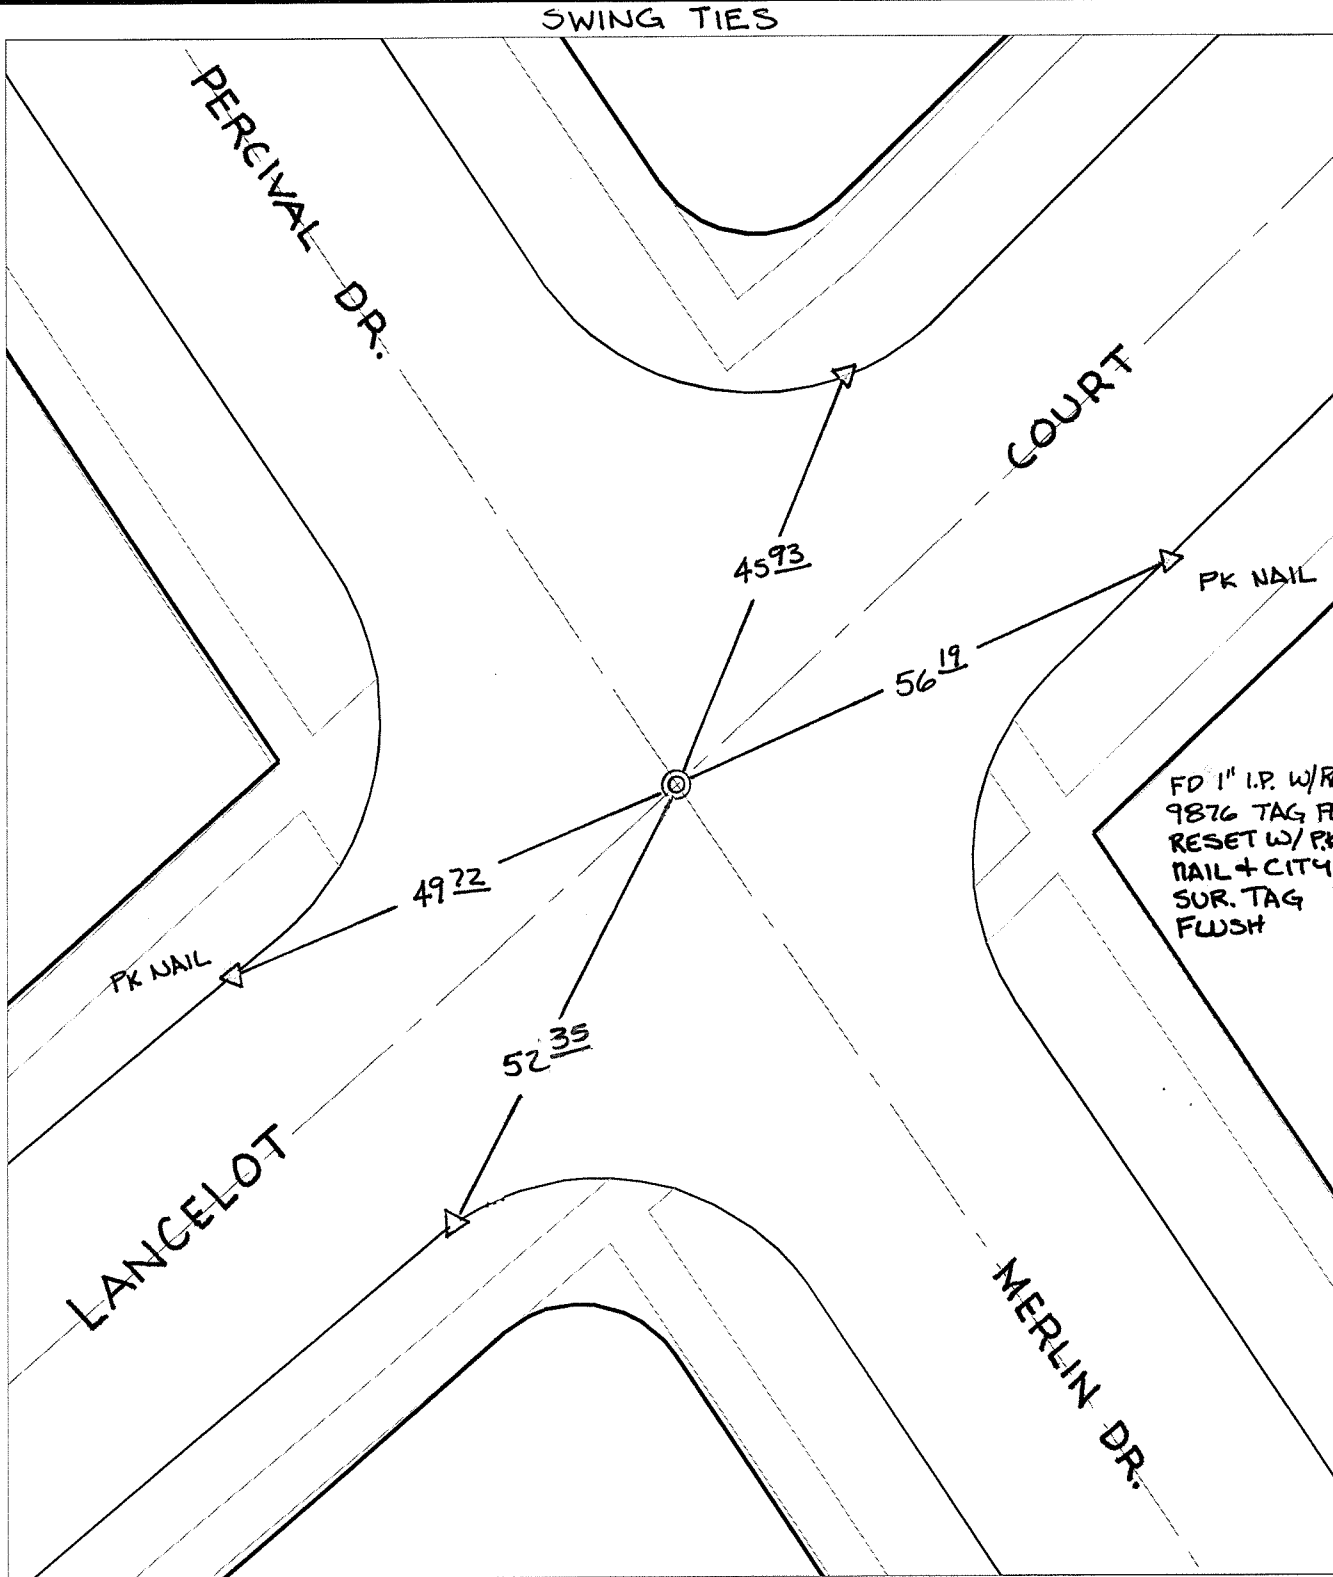 SWING TIES
PERCIVAL DR.
COURT
45 93
PK NAIL
56 19
FD 1" I.P. W/
9876 TAG
RESET W/ P.K
NAIL & CITY
SUR. TAG
FLUSH
49 72
PK NAIL
52 35
LANCELOT
MERLIN DR.